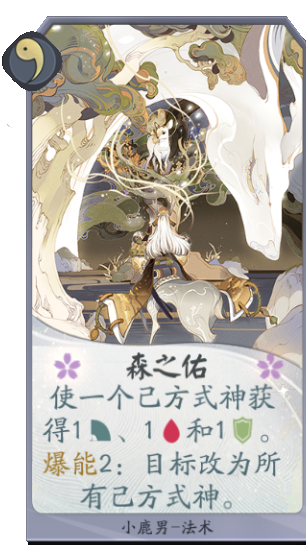 森之佑
使一个己方式神获
得1、1和1。
爆能2：目标改为所
有己方式神。
小鹿男-法术